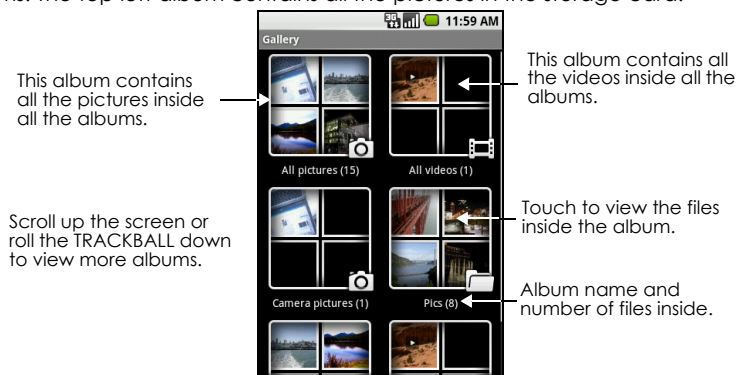 ms. The top left album contains all the pictures in the storage card.
3G 11:59 AM
Gallery
This album contains
all the pictures inside
all the albums.
This album contains all
the videos inside all the
albums.
All pictures (15)
All videos (1)
Scroll up the screen or
roll the TRACKBALL down
to view more albums.
Touch to view the files
inside the album.
Camera pictures (1)
Pics (8)
Album name and
number of files inside.